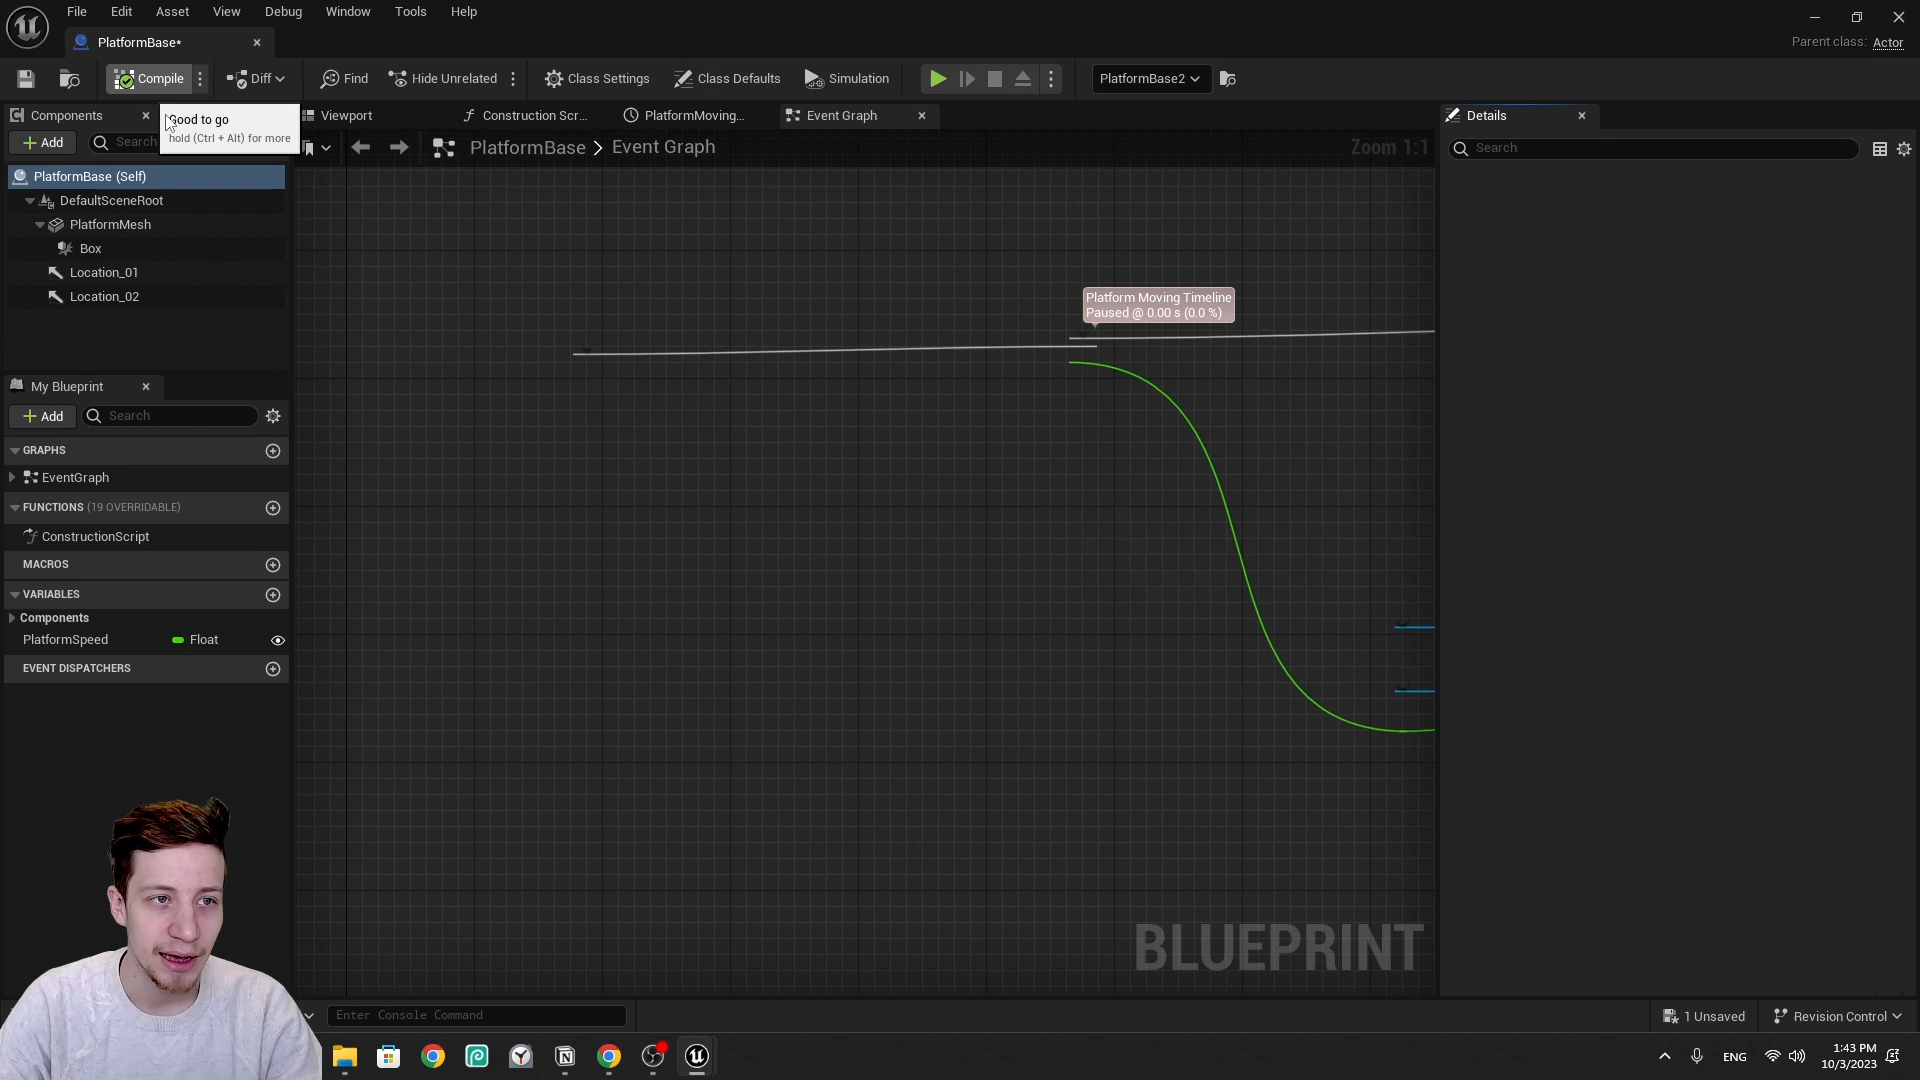 File Edit Asset View Debug Window Tools Help
PlatformBase*
Parent class: Actor
Compile Diff Find Hide Unrelated Class Settings Class Defaults Simulation PlatformBase2
Components
Good to go
hold (Ctrl + Alt) for more
Viewport Construction Scr... PlatformMoving... Event Graph
Details
Add Search
PlatformBase > Event Graph
Zoom 1:1
Search
PlatformBase (Self)
DefaultSceneRoot
PlatformMesh
Box
Location_01
Location_02
Platform Moving Timeline
Paused @ 0.00 s (0.0 %)
My Blueprint
Add Search
GRAPHS
EventGraph
FUNCTIONS (19 OVERRIDABLE)
ConstructionScript
MACROS
VARIABLES
Components
PlatformSpeed Float
EVENT DISPATCHERS
BLUEPRINT
Enter Console Command
1 Unsaved Revision Control
ENG
1:43 PM
10/3/2023